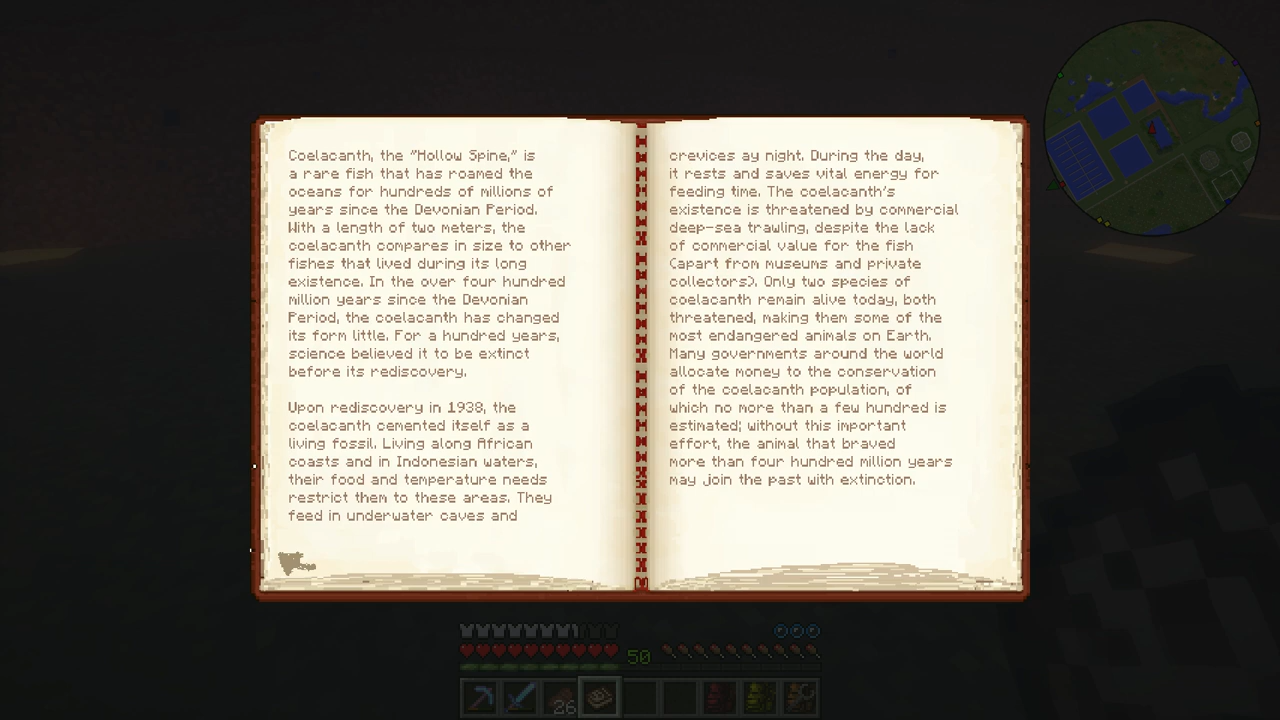 Coelacanth, the "Hollow Spine," is
a rare fish that has roamed the
oceans for hundreds of millions of
years since the Devonian Period.
With a length of two meters, the
coelacanth compares in size to other
fishes that lived during its long
existence. In the over four hundred
million years since the Devonian
Period, the coelacanth has changed
its form little. For a hundred years,
science believed it to be extinct
before its rediscovery.
Upon rediscovery in 1938, the
coelacanth cemented itself as a
living fossil. Living along African
coasts and in Indonesian waters,
their food and temperature needs
restrict them to these areas. They
feed in underwater caves and
crevices ay night. During the day,
it rests and saves vital energy for
feeding time. The coelacanth's
existence is threatened by commercial
deep-sea trawling, despite the lack
of commercial value for the fish
(apart from museums and private
collectors). Only two species of
coelacanth remain alive today, both
threatened, making them some of the
most endangered animals on Earth.
Many governments around the world
allocate money to the conservation
of the coelacanth population, of
which no more than a few hundred is
estimated; without this important
effort, the animal that braved
more than four hundred million years
may join the past with extinction.
50
26